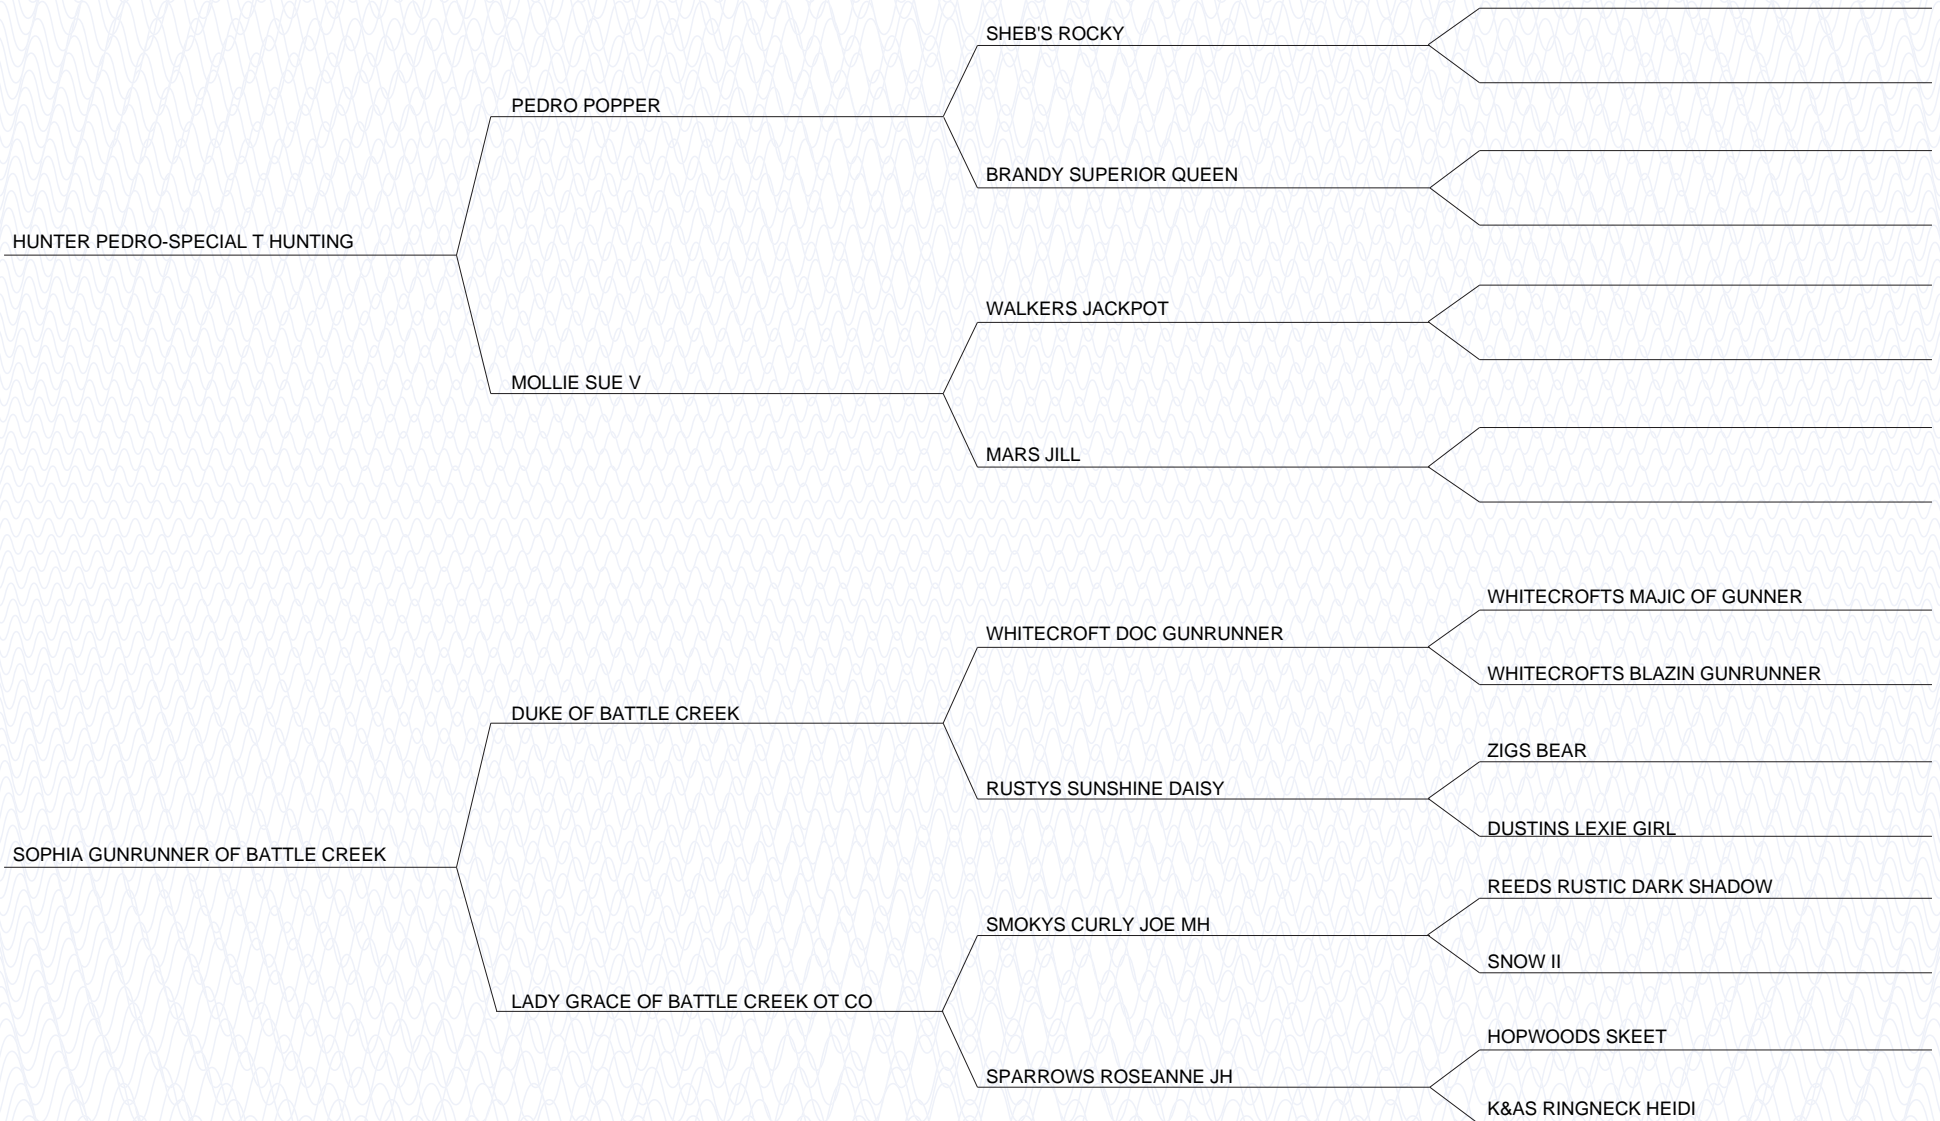 SHEB'S ROCKY
PEDRO POPPER
BRANDY SUPERIOR QUEEN
HUNTER PEDRO-SPECIAL T HUNTING
WALKERS JACKPOT
MOLLIE SUE V
MARS JILL
WHITECROFTS MAJIC OF GUNNER
WHITECROFT DOC GUNRUNNER
WHITECROFTS BLAZIN GUNRUNNER
DUKE OF BATTLE CREEK
ZIGS BEAR
RUSTYS SUNSHINE DAISY
DUSTINS LEXIE GIRL
SOPHIA GUNRUNNER OF BATTLE CREEK
REEDS RUSTIC DARK SHADOW
SMOKYS CURLY JOE MH
SNOW II
LADY GRACE OF BATTLE CREEK OT CO
HOPWOODS SKEET
SPARROWS ROSEANNE JH
K&AS RINGNECK HEIDI